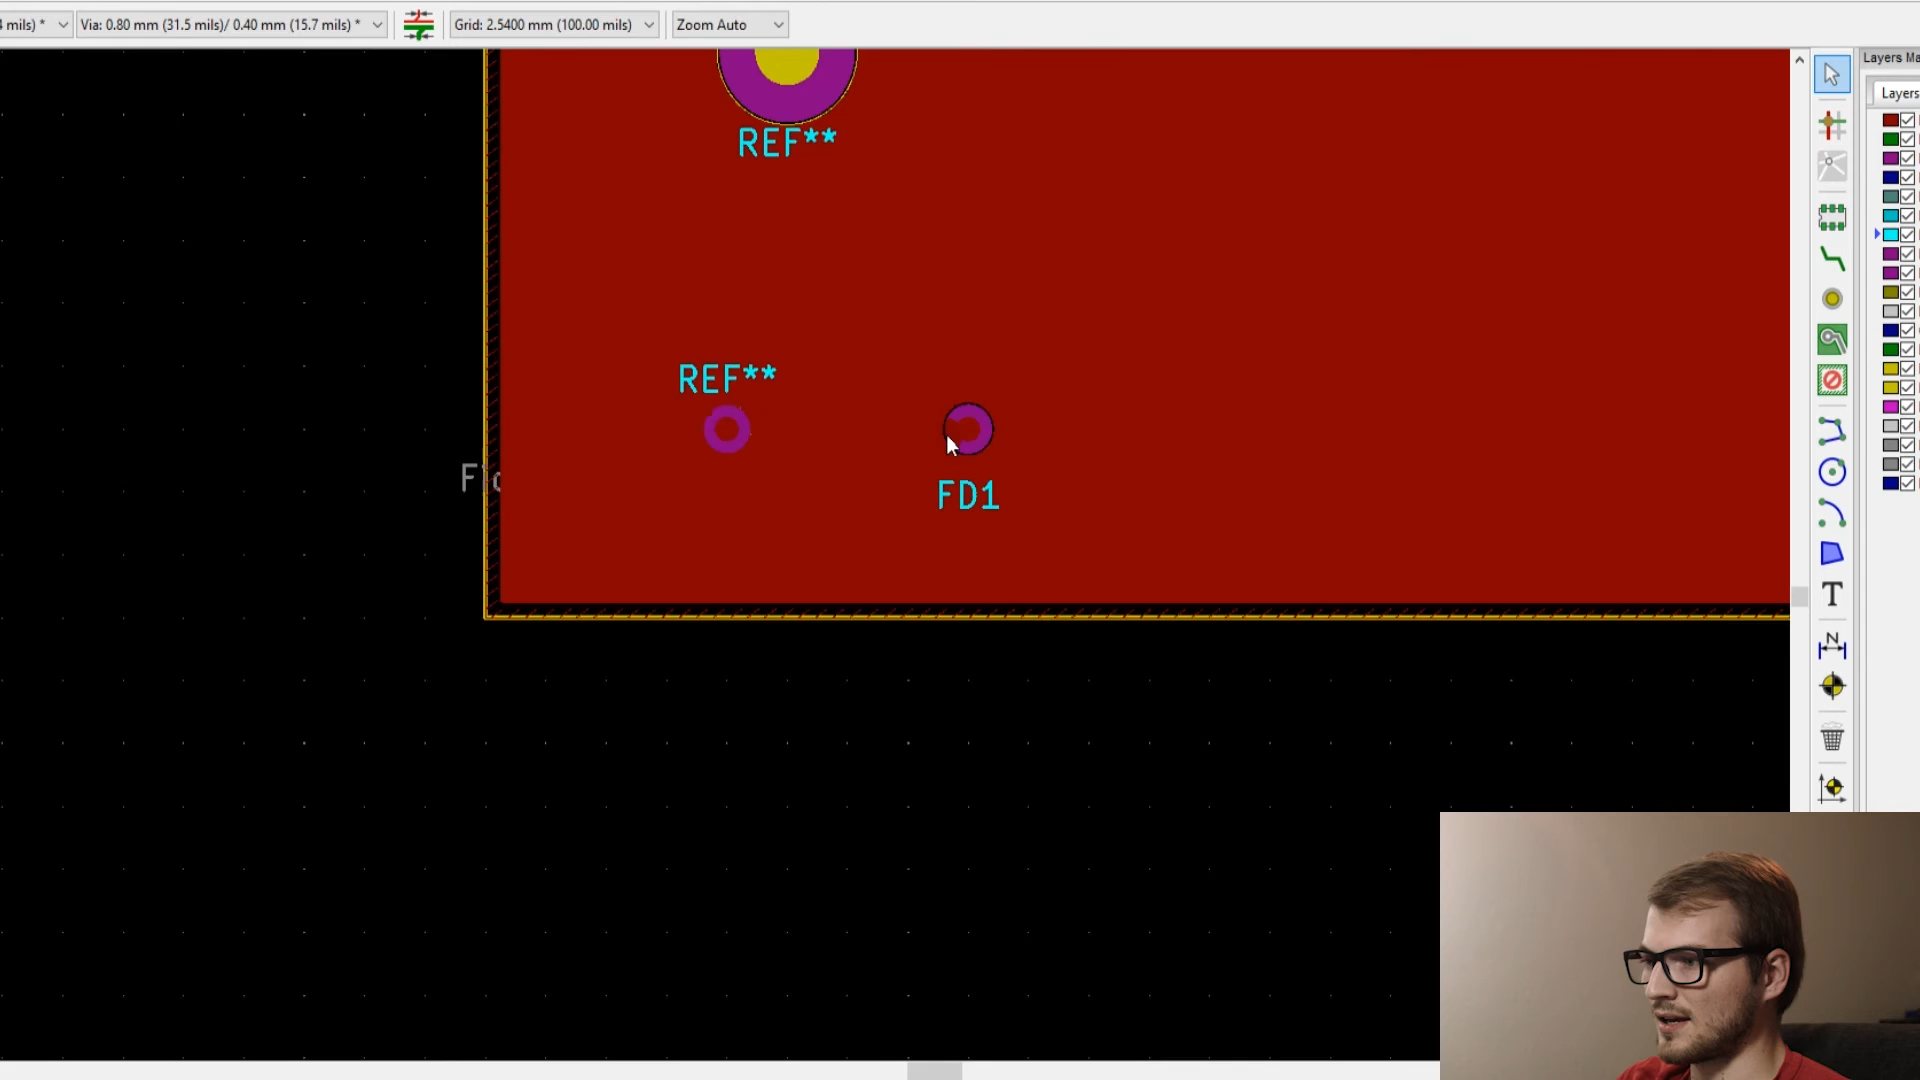 mils) * Via: 0.80 mm (31.5 mils)/ 0.40 mm (15.7 mils) * Grid: 2.5400 mm (100.00 mils) Zoom Auto
Layers Ma
Layers
REF**
REF**
FD1
T
N